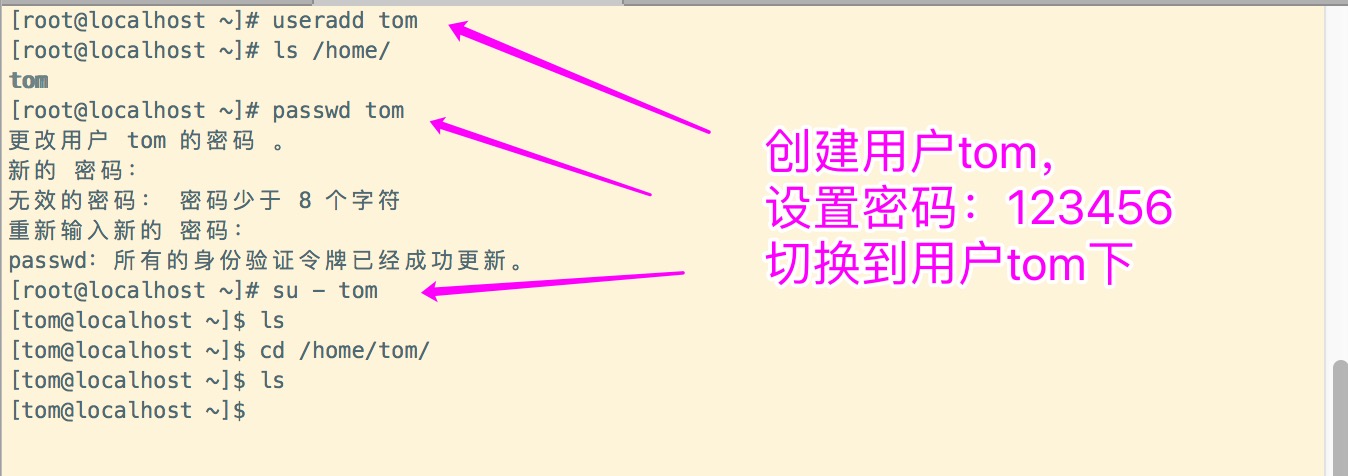 [root@localhost ~]# useradd tom
[root@localhost ~]# ls /home/
tom
[root@localhost ~]# passwd tom
更改用户 tom 的密码 。
新的 密码：
无效的密码： 密码少于 8 个字符
重新输入新的 密码：
passwd：所有的身份验证令牌已经成功更新。
[root@localhost ~]# su - tom
[tom@localhost ~]$ ls
[tom@localhost ~]$ cd /home/tom/
[tom@localhost ~]$ ls
[tom@localhost ~]$
创建用户tom，
设置密码：123456
切换到用户tom下